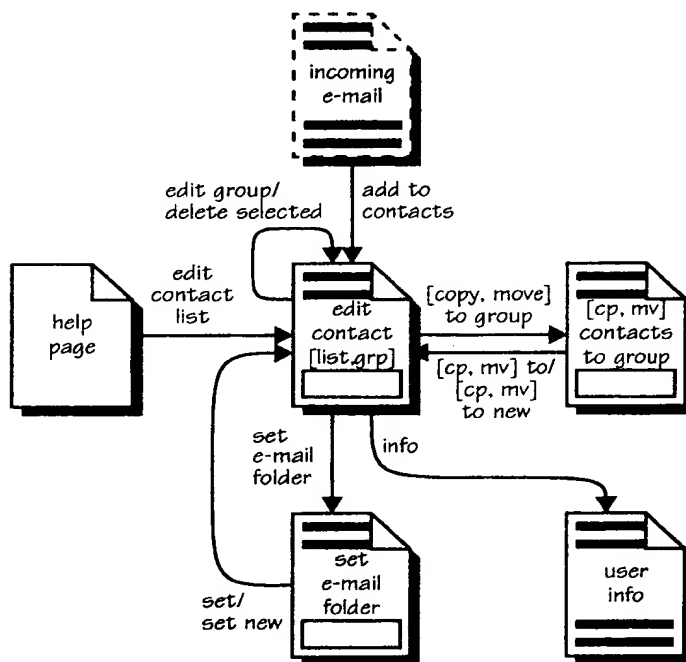 incoming
e-mail
edit group/
delete selected
add to
contacts
edit
contact
list
help
page
edit
contact
[list,grp]
[copy, move]
to group
[cp, mv]
contacts
to group
[cp, mv] to/
[cp, mv]
to new
set
e-mail
folder
info
set
e-mail
folder
user
info
set/
set new